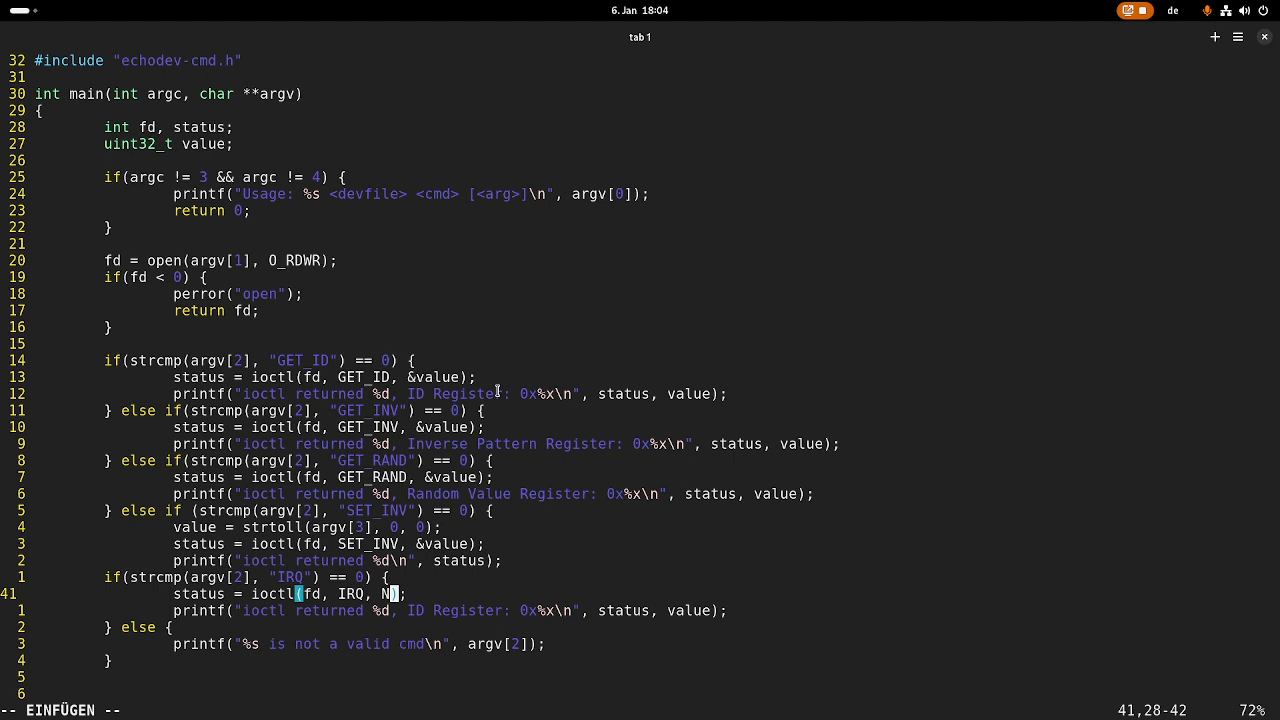 6. Jan 18:04
de
tab 1
32 #include "echodev-cmd.h"
31
30 int main(int argc, char **argv)
29 {
28         int fd, status;
27         uint32_t value;
26
25         if(argc != 3 && argc != 4) {
24                 printf("Usage: %s <devfile> <cmd> [<arg>]\n", argv[0]);
23                 return 0;
22         }
21
20         fd = open(argv[1], O_RDWR);
19         if(fd < 0) {
18                 perror("open");
17                 return fd;
16         }
15
14         if(strcmp(argv[2], "GET_ID") == 0) {
13                 status = ioctl(fd, GET_ID, &value);
12                 printf("ioctl returned %d, ID Register: 0x%x\n", status, value);
11         } else if(strcmp(argv[2], "GET_INV") == 0) {
10                 status = ioctl(fd, GET_INV, &value);
9                 printf("ioctl returned %d, Inverse Pattern Register: 0x%x\n", status, value);
8         } else if(strcmp(argv[2], "GET_RAND") == 0) {
7                 status = ioctl(fd, GET_RAND, &value);
6                 printf("ioctl returned %d, Random Value Register: 0x%x\n", status, value);
5         } else if (strcmp(argv[2], "SET_INV") == 0) {
4                 value = strtoll(argv[3], 0, 0);
3                 status = ioctl(fd, SET_INV, &value);
2                 printf("ioctl returned %d\n", status);
1         if(strcmp(argv[2], "IRQ") == 0) {
41                 status = ioctl(fd, IRQ, N);
1                 printf("ioctl returned %d, ID Register: 0x%x\n", status, value);
2         } else {
3                 printf("%s is not a valid cmd\n", argv[2]);
4         }
5
6
-- EINFÜGEN --
41,28-42
72%